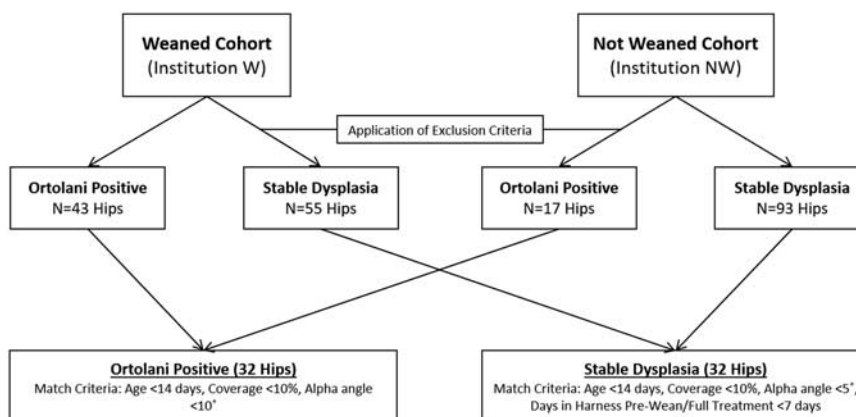 Weaned Cohort
(Institution W)
Not Weaned Cohort
(Institution NW)
Application of Exclusion Criteria
Ortolani Positive
N=43 Hips
Stable Dysplasia
N=55 Hips
Ortolani Positive
N=17 Hips
Stable Dysplasia
N=93 Hips
Ortolani Positive (32 Hips)
Match Criteria: Age <14 days, Coverage <10%, Alpha angle
<10˚
Stable Dysplasia (32 Hips)
Match Criteria: Age <14 days, Coverage <10%, Alpha angle <5˚,
Days in Harness Pre-Wean/Full Treatment <7 days